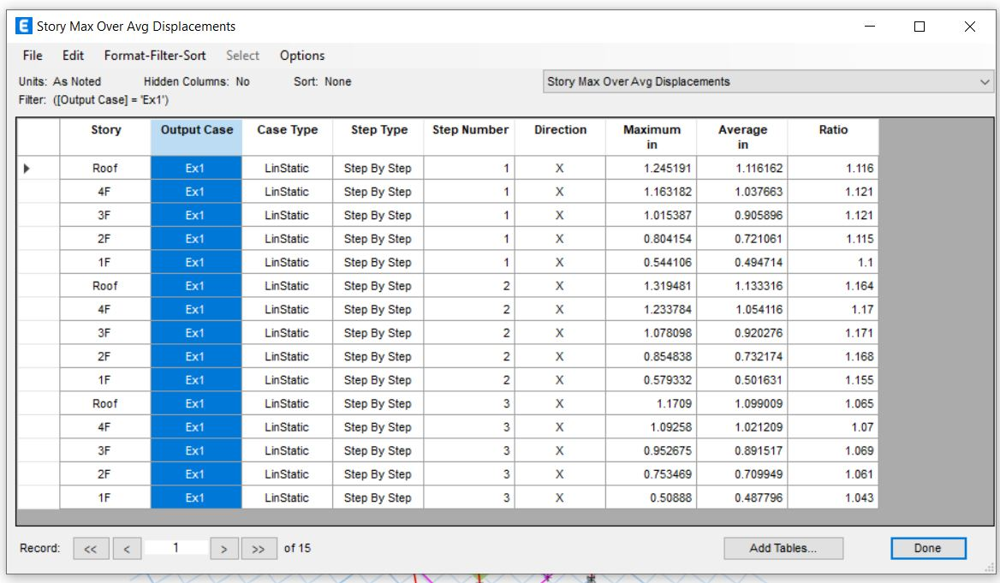 E Story Max Over Avg Displacements
File Edit Format-Filter-Sort Select Options
Units: As Noted Hidden Columns: No Sort: None Story Max Over Avg Displacements
Filter: ([Output Case] = 'Ex1')
Story Output Case Case Type Step Type Step Number Direction Maximum Average Ratio
in in
Roof Ex1 LinStatic Step By Step 1 X 1.245191 1.116162 1.116
4F Ex1 LinStatic Step By Step 1 X 1.163182 1.037663 1.121
3F Ex1 LinStatic Step By Step 1 X 1.015387 0.905896 1.121
2F Ex1 LinStatic Step By Step 1 X 0.804154 0.721061 1.115
1F Ex1 LinStatic Step By Step 1 X 0.544106 0.494714 1.1
Roof Ex1 LinStatic Step By Step 2 X 1.319481 1.133316 1.164
4F Ex1 LinStatic Step By Step 2 X 1.233784 1.054116 1.17
3F Ex1 LinStatic Step By Step 2 X 1.078098 0.920276 1.171
2F Ex1 LinStatic Step By Step 2 X 0.854838 0.732174 1.168
1F Ex1 LinStatic Step By Step 2 X 0.579332 0.501631 1.155
Roof Ex1 LinStatic Step By Step 3 X 1.1709 1.099009 1.065
4F Ex1 LinStatic Step By Step 3 X 1.09258 1.021209 1.07
3F Ex1 LinStatic Step By Step 3 X 0.952675 0.891517 1.069
2F Ex1 LinStatic Step By Step 3 X 0.753469 0.709949 1.061
1F Ex1 LinStatic Step By Step 3 X 0.50888 0.487796 1.043
Record: << < 1 > >> of 15 Add Tables... Done